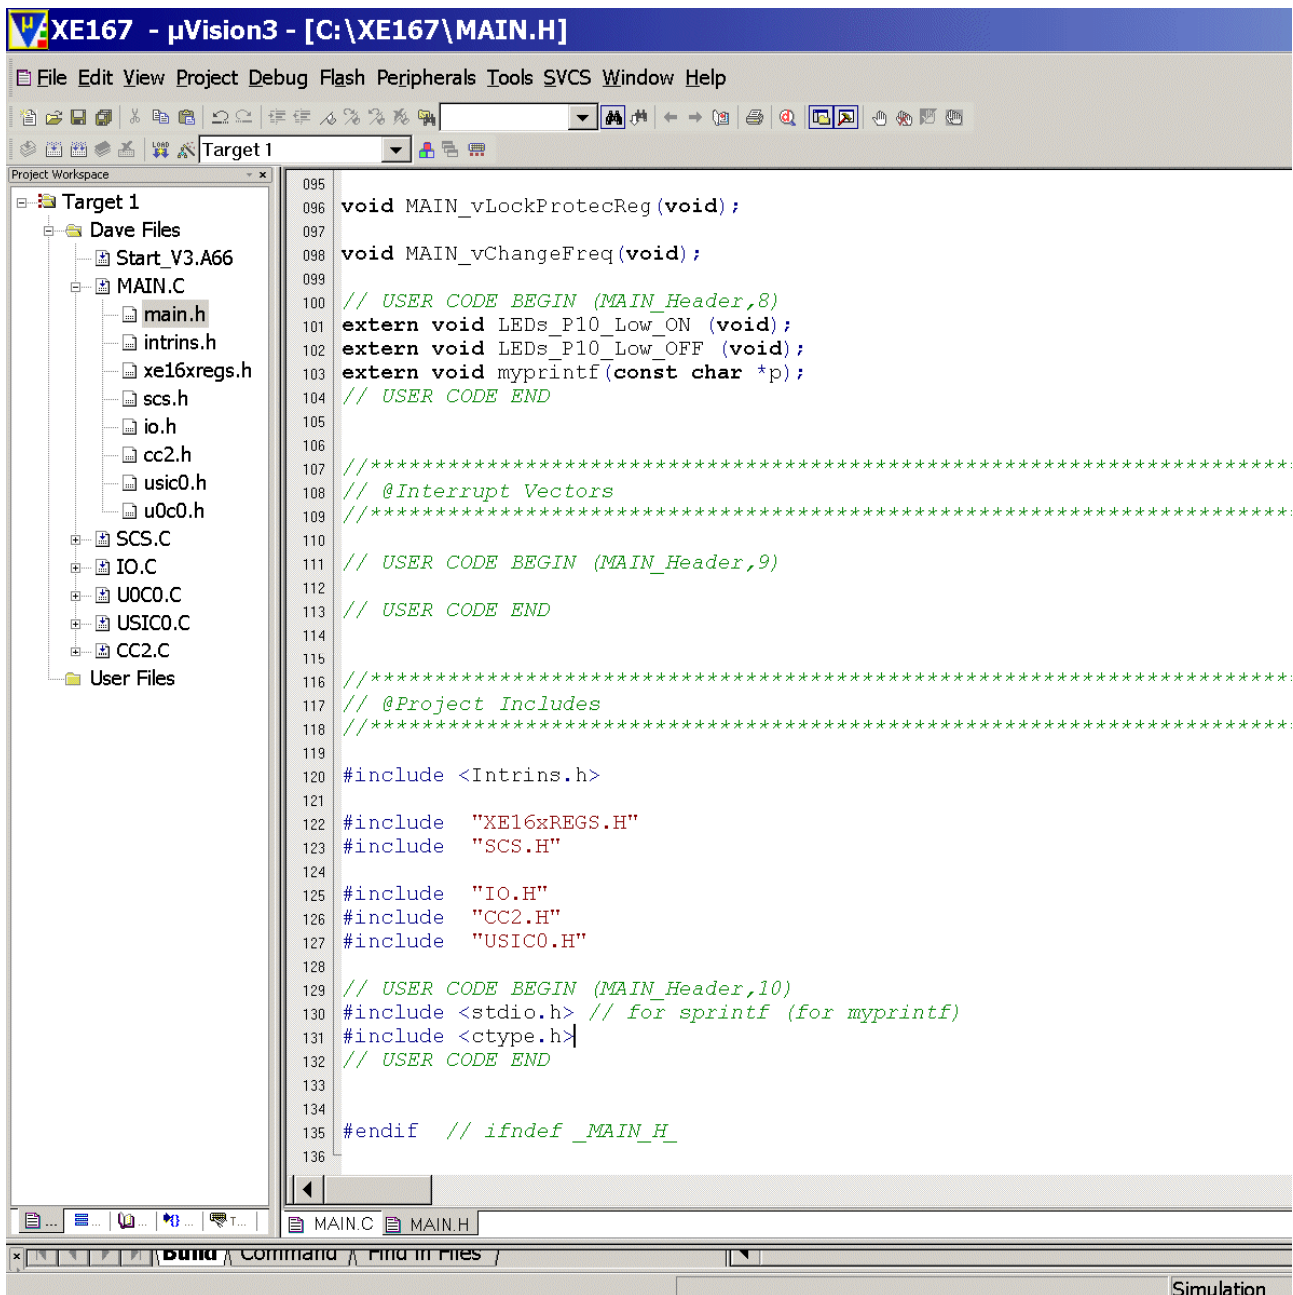 XE167 - µVision3 - [C:\XE167\MAIN.H]
File Edit View Project Debug Flash Peripherals Tools SVCS Window Help
LOAD Target 1
Project Workspace
Target 1
Dave Files
Start_V3.A66
MAIN.C
main.h
intrins.h
xe16xregs.h
scs.h
io.h
cc2.h
usic0.h
u0c0.h
SCS.C
IO.C
U0C0.C
USIC0.C
CC2.C
User Files
095
096 void MAIN_vLockProtecReg(void);
097
098 void MAIN_vChangeFreq(void);
099
100 // USER CODE BEGIN (MAIN_Header,8)
101 extern void LEDs_P10_Low_ON (void);
102 extern void LEDs_P10_Low_OFF (void);
103 extern void myprintf(const char *p);
104 // USER CODE END
105
106
107 //***********************************************************************
108 // @Interrupt Vectors
109 //***********************************************************************
110
111 // USER CODE BEGIN (MAIN_Header,9)
112
113 // USER CODE END
114
115
116 //***********************************************************************
117 // @Project Includes
118 //***********************************************************************
119
120 #include <Intrins.h>
121
122 #include  "XE16xREGS.H"
123 #include  "SCS.H"
124
125 #include  "IO.H"
126 #include  "CC2.H"
127 #include  "USIC0.H"
128
129 // USER CODE BEGIN (MAIN_Header,10)
130 #include <stdio.h> // for sprintf (for myprintf)
131 #include <ctype.h>
132 // USER CODE END
133
134
135 #endif  // ifndef _MAIN_H_
136
... ... ... ... T...
MAIN.C MAIN.H
Build Command Find in Files
Simulation